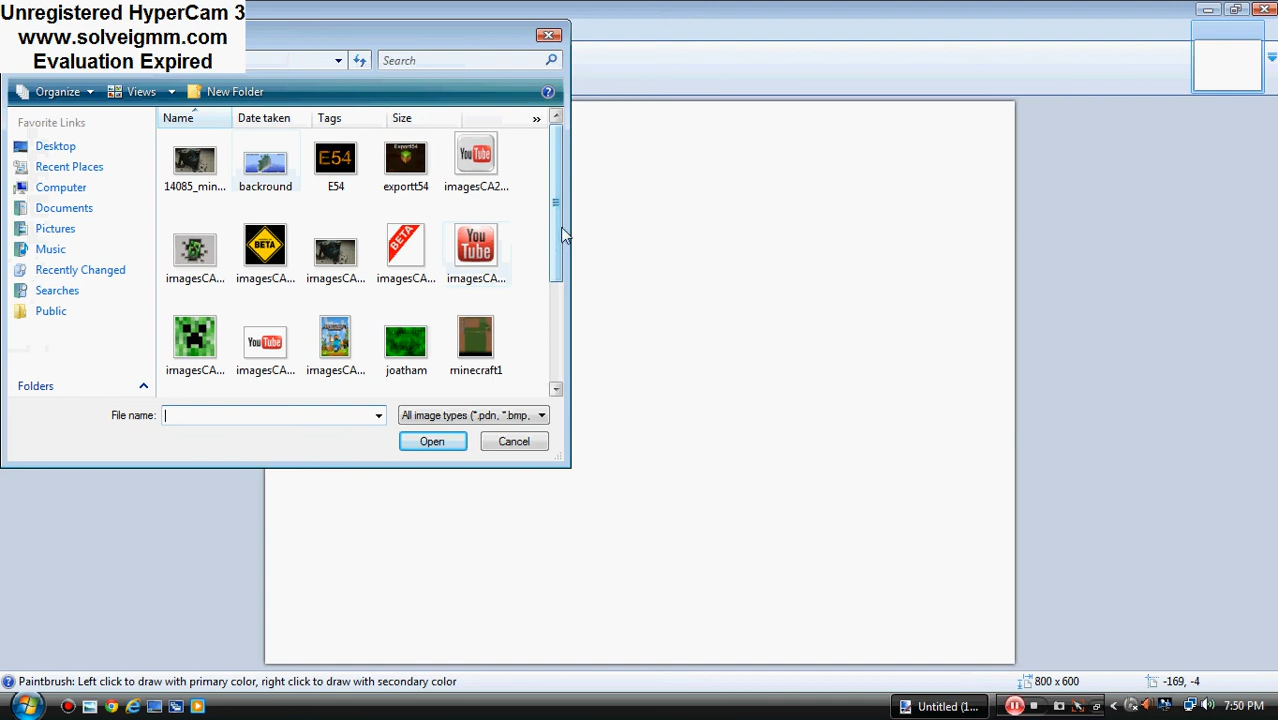 Unregistered HyperCam 3
www.solveigmm.com
Evaluation Expired
Search
Organize
Views
New Folder
Favorite Links
Desktop
Recent Places
Computer
Documents
Pictures
Music
Recently Changed
Searches
Public
Folders
Name
Date taken
Tags
Size
»
14085_min...
backround
E54
exportt54
imagesCA2...
imagesCA...
imagesCA...
imagesCA...
imagesCA...
imagesCA...
imagesCA...
imagesCA...
imagesCA...
joatham
minecraft1
E54
You Tube
BETA
BETA
You Tube
You Tube
File name:
All image types (*.pdn, *.bmp,
Open
Cancel
Paintbrush: Left click to draw with primary color, right click to draw with secondary color
800 x 600
-169, -4
Untitled (1...
7:50 PM